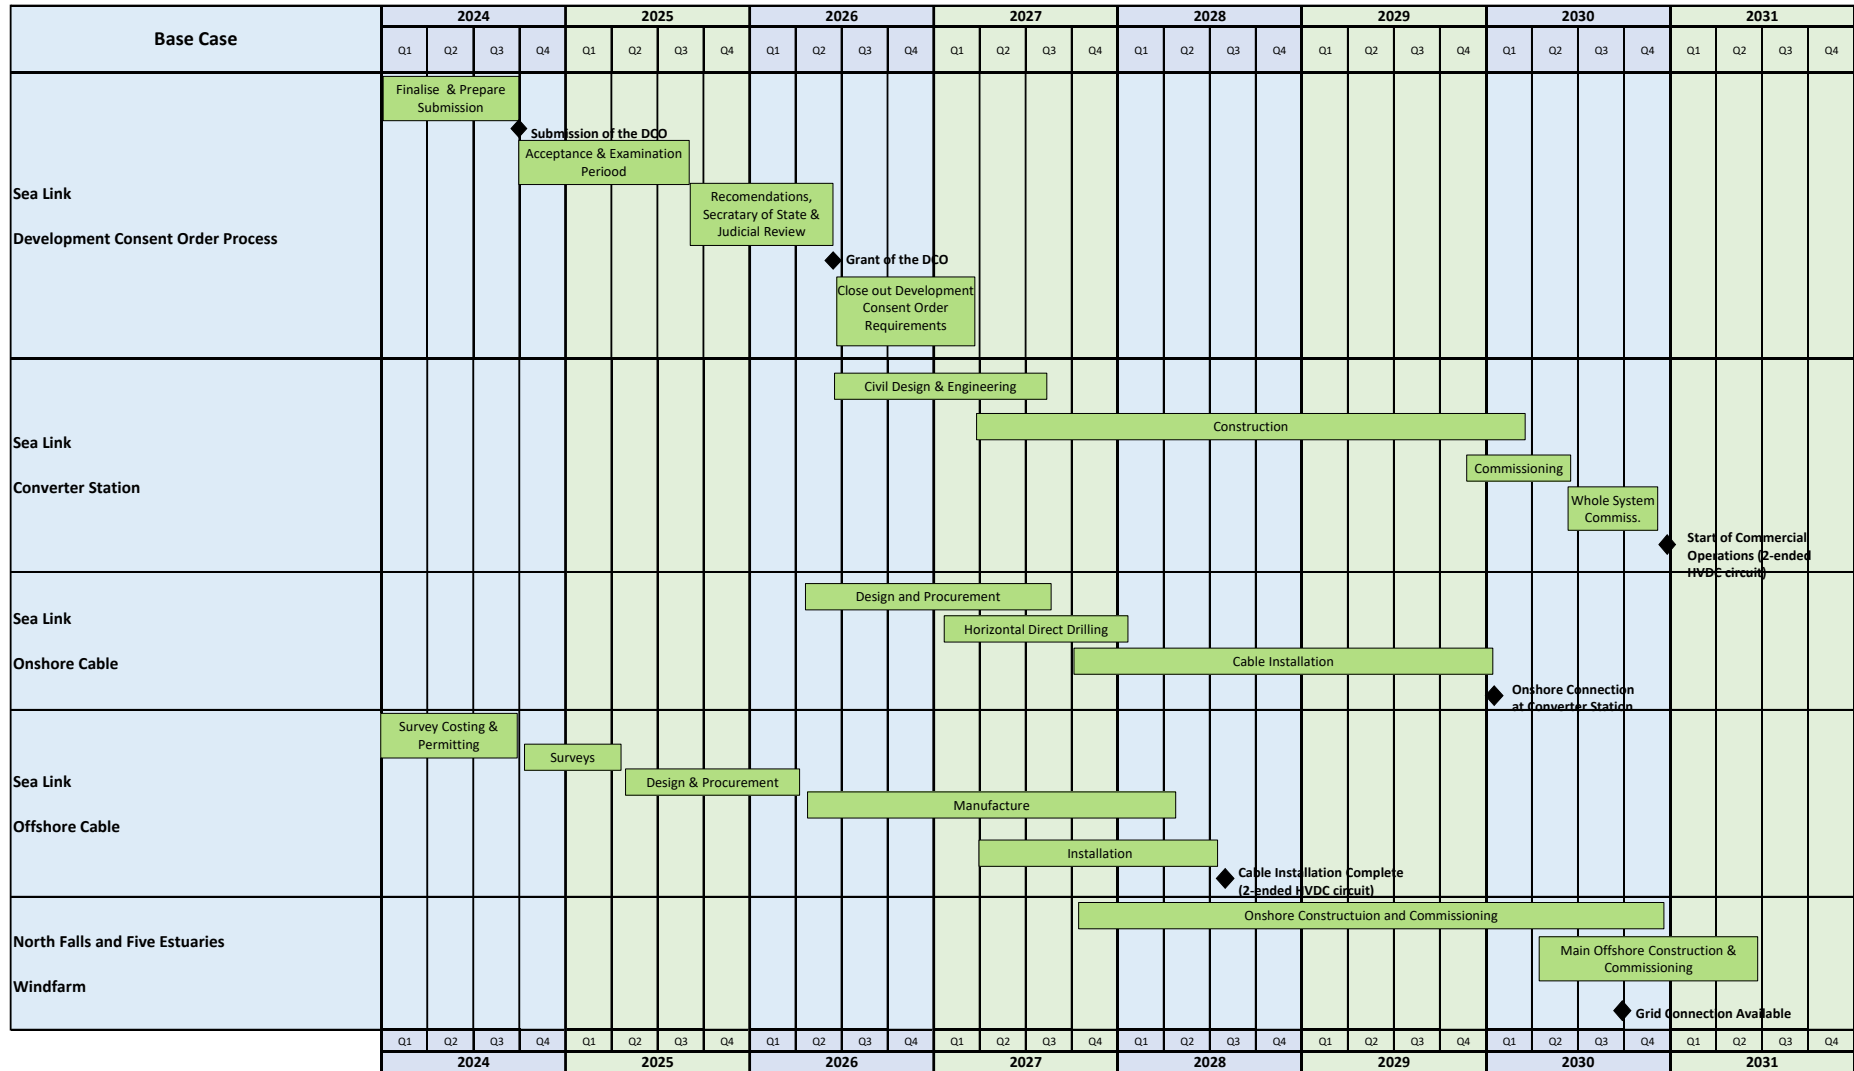 Base Case
2024 2025 2026 2027 2028 2029 2030 2031
Q1 Q2 Q3 Q4 Q1 Q2 Q3 Q4 Q1 Q2 Q3 Q4 Q1 Q2 Q3 Q4 Q1 Q2 Q3 Q4 Q1 Q2 Q3 Q4 Q1 Q2 Q3 Q4 Q1 Q2 Q3 Q4
Sea Link
Development Consent Order Process
Finalise & Prepare
Submission
Submission of the DCO
Acceptance & Examination
Periood
Recomendations,
Secratary of State &
Judicial Review
Grant of the DCO
Close out Development
Consent Order
Requirements
Sea Link
Converter Station
Civil Design & Engineering
Construction
Commissioning
Whole System
Commiss.
Start of Commercial
Operations (2-ended
HVDC circuit)
Sea Link
Onshore Cable
Design and Procurement
Horizontal Direct Drilling
Cable Installation
Onshore Connection
at Converter Station
Sea Link
Offshore Cable
Survey Costing &
Permitting
Surveys
Design & Procurement
Manufacture
Installation
Cable Installation Complete
(2-ended HVDC circuit)
North Falls and Five Estuaries
Windfarm
Onshore Constructuion and Commissioning
Main Offshore Construction &
Commissioning
Grid Connection Available
Q1 Q2 Q3 Q4 Q1 Q2 Q3 Q4 Q1 Q2 Q3 Q4 Q1 Q2 Q3 Q4 Q1 Q2 Q3 Q4 Q1 Q2 Q3 Q4 Q1 Q2 Q3 Q4 Q1 Q2 Q3 Q4
2024 2025 2026 2027 2028 2029 2030 2031